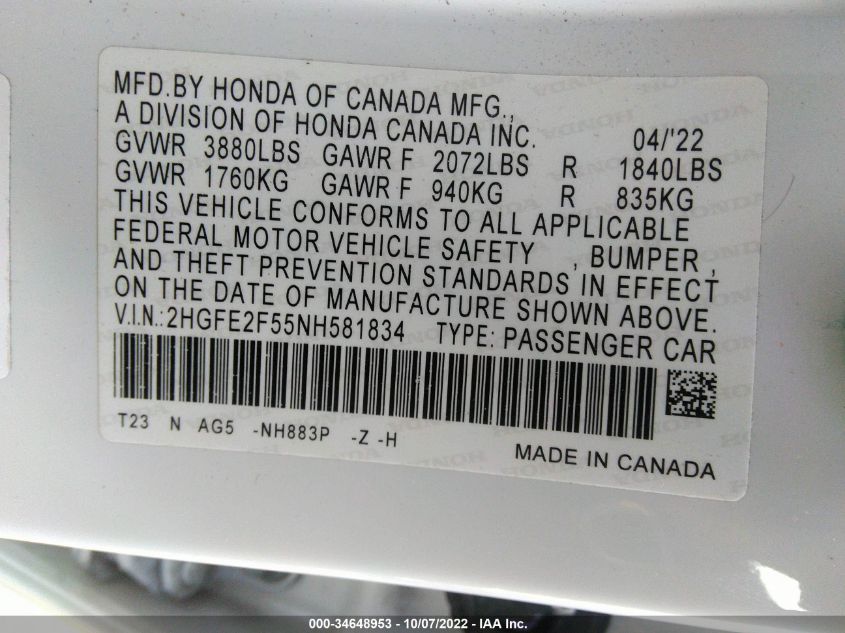 MFD.BY HONDA OF CANADA MFG.,
A DIVISION OF HONDA CANADA INC. 04/'22
GVWR 3880LBS GAWR F 2072LBS R 1840LBS
GVWR 1760KG GAWR F 940KG R 835KG
THIS VEHICLE CONFORMS TO ALL APPLICABLE
FEDERAL MOTOR VEHICLE SAFETY , BUMPER ,
AND THEFT PREVENTION STANDARDS IN EFFECT
ON THE DATE OF MANUFACTURE SHOWN ABOVE.
V.I.N.:2HGFE2F55NH581834 TYPE: PASSENGER CAR
T23 N AG5 -NH883P -Z -H
MADE IN CANADA
000-34648953 - 10/07/2022 - IAA Inc.